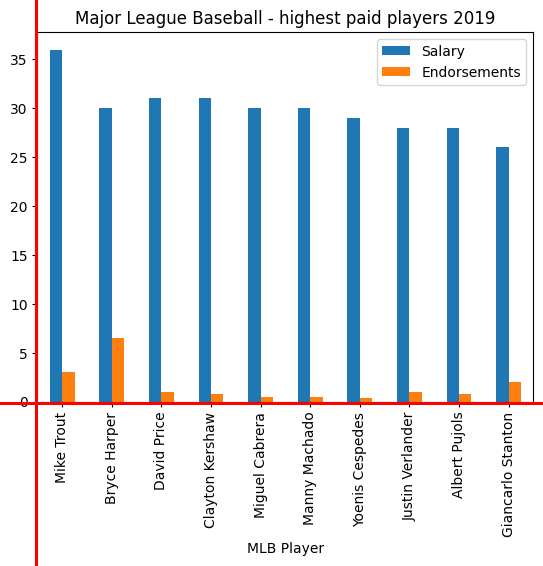 Major League Baseball - highest paid players 2019
Salary
Endorsements
35
30
25
20
15
10
5
0
Mike Trout
Bryce Harper
David Price
Clayton Kershaw
Miguel Cabrera
Manny Machado
Yoenis Cespedes
Justin Verlander
Albert Pujols
Giancarlo Stanton
MLB Player